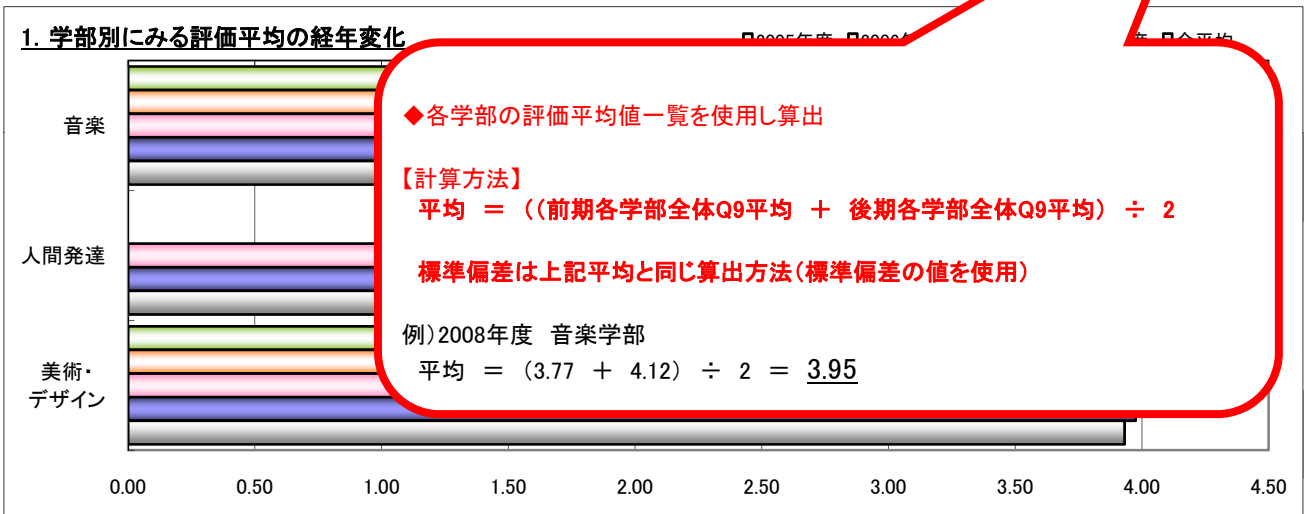 1. 学部別にみる評価平均の経年変化
全平均
◆各学部の評価平均値一覧を使用し算出
【計算方法】
平均 = ((前期各学部全体Q9平均 + 後期各学部全体Q9平均) ÷ 2
標準偏差は上記平均と同じ算出方法(標準偏差の値を使用)
例)2008年度 音楽学部
平均 = (3.77 + 4.12) ÷ 2 = 3.95
音楽
人間発達
美術・
デザイン
0.00 0.50 1.00 1.50 2.00 2.50 3.00 3.50 4.00 4.50